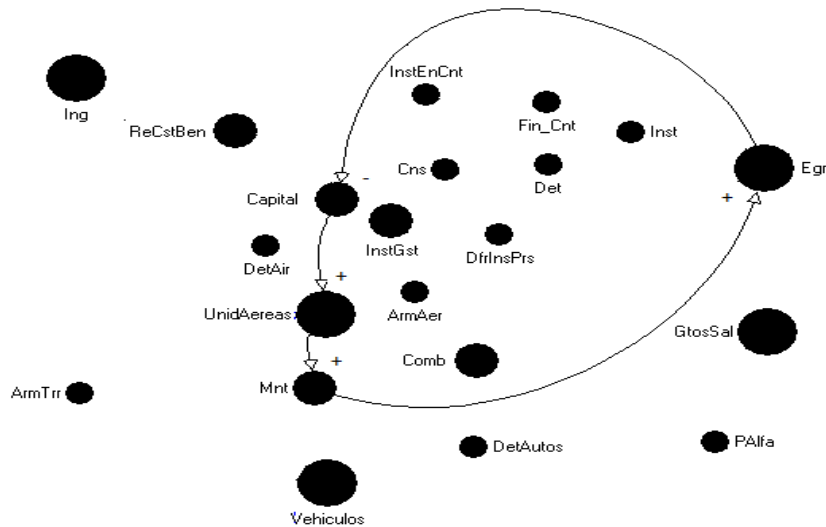 InstEnCnt
Ing
Fin_Cnt
Inst
ReCstBen
Cns
Det
Egr
-
+
Capital
InstGst
DfrInsPrs
DetAir
+
UnidAereas
ArmAer
GtosSal
+
Comb
Mnt
ArmTrr
DetAutos
PAlfa
Vehiculos